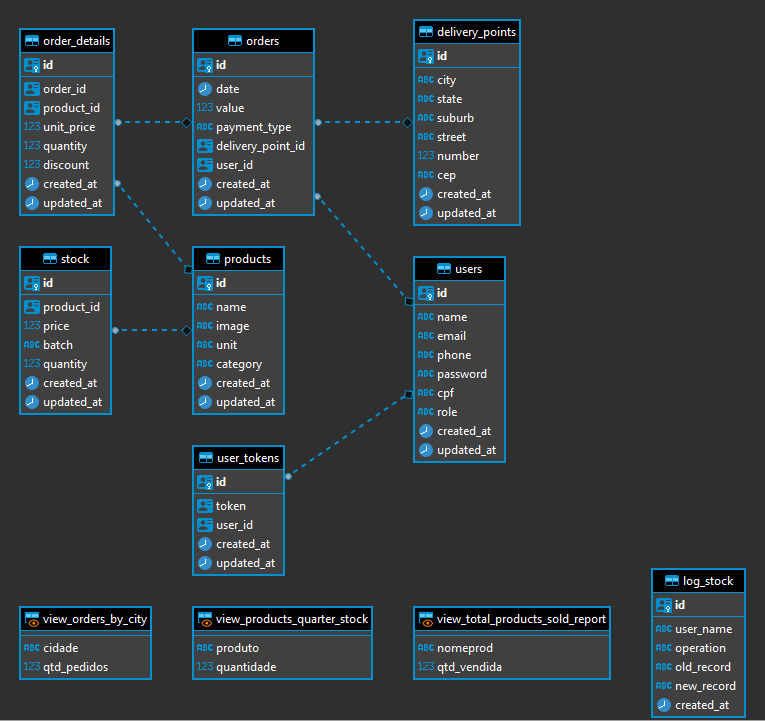 order_details
id
order_id
product_id
123 unit_price
123 quantity
123 discount
created_at
updated_at
orders
id
date
123 value
ABC payment_type
delivery_point_id
user_id
created_at
updated_at
delivery_points
id
ABC city
ABC state
ABC suburb
ABC street
123 number
ABC cep
created_at
updated_at
stock
id
product_id
123 price
ABC batch
123 quantity
created_at
updated_at
products
id
ABC name
ABC image
ABC unit
ABC category
created_at
updated_at
users
id
ABC name
ABC email
ABC phone
ABC password
ABC cpf
ABC role
created_at
updated_at
user_tokens
id
token
user_id
created_at
updated_at
view_orders_by_city
ABC cidade
123 qtd_pedidos
view_products_quarter_stock
ABC produto
123 quantidade
view_total_products_sold_report
ABC nomeprod
123 qtd_vendida
log_stock
id
ABC user_name
ABC operation
ABC old_record
ABC new_record
created_at